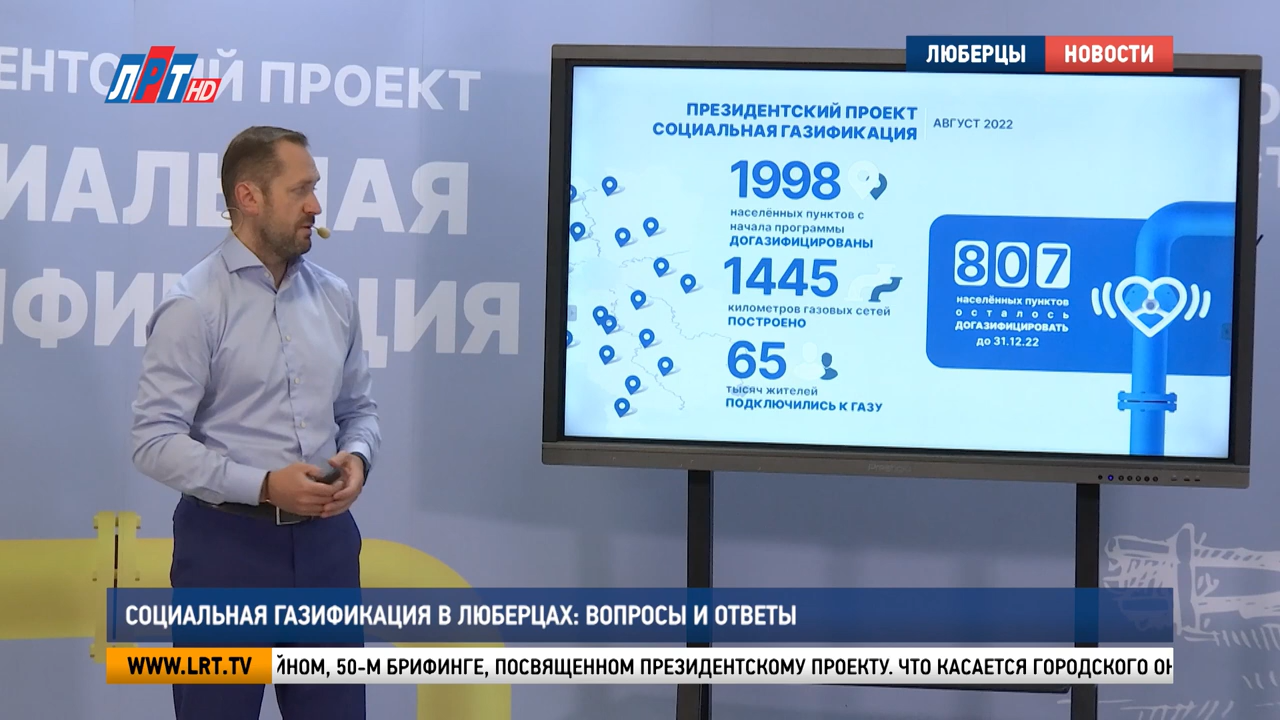 ЕНТСКИЙ ПРОЕКТ
ИАЛЬНАЯ
ИФИКАЦИЯ
ЛРТ HD
ЛЮБЕРЦЫ НОВОСТИ
ПРЕЗИДЕНТСКИЙ ПРОЕКТ
СОЦИАЛЬНАЯ ГАЗИФИКАЦИЯ
АВГУСТ 2022
1998
населённых пунктов с
начала программы
ДОГАЗИФИЦИРОВАНЫ
1445
километров газовых сетей
ПОСТРОЕНО
65
тысяч жителей
ПОДКЛЮЧИЛИСЬ К ГАЗУ
807
населённых пунктов
осталось
ДОГАЗИФИЦИРОВАТЬ
до 31.12.22
СОЦИАЛЬНАЯ ГАЗИФИКАЦИЯ В ЛЮБЕРЦАХ: ВОПРОСЫ И ОТВЕТЫ
WWW.LRT.TV ЙНОМ, 50-М БРИФИНГЕ, ПОСВЯЩЕННОМ ПРЕЗИДЕНТСКОМУ ПРОЕКТУ. ЧТО КАСАЕТСЯ ГОРОДСКОГО ОК